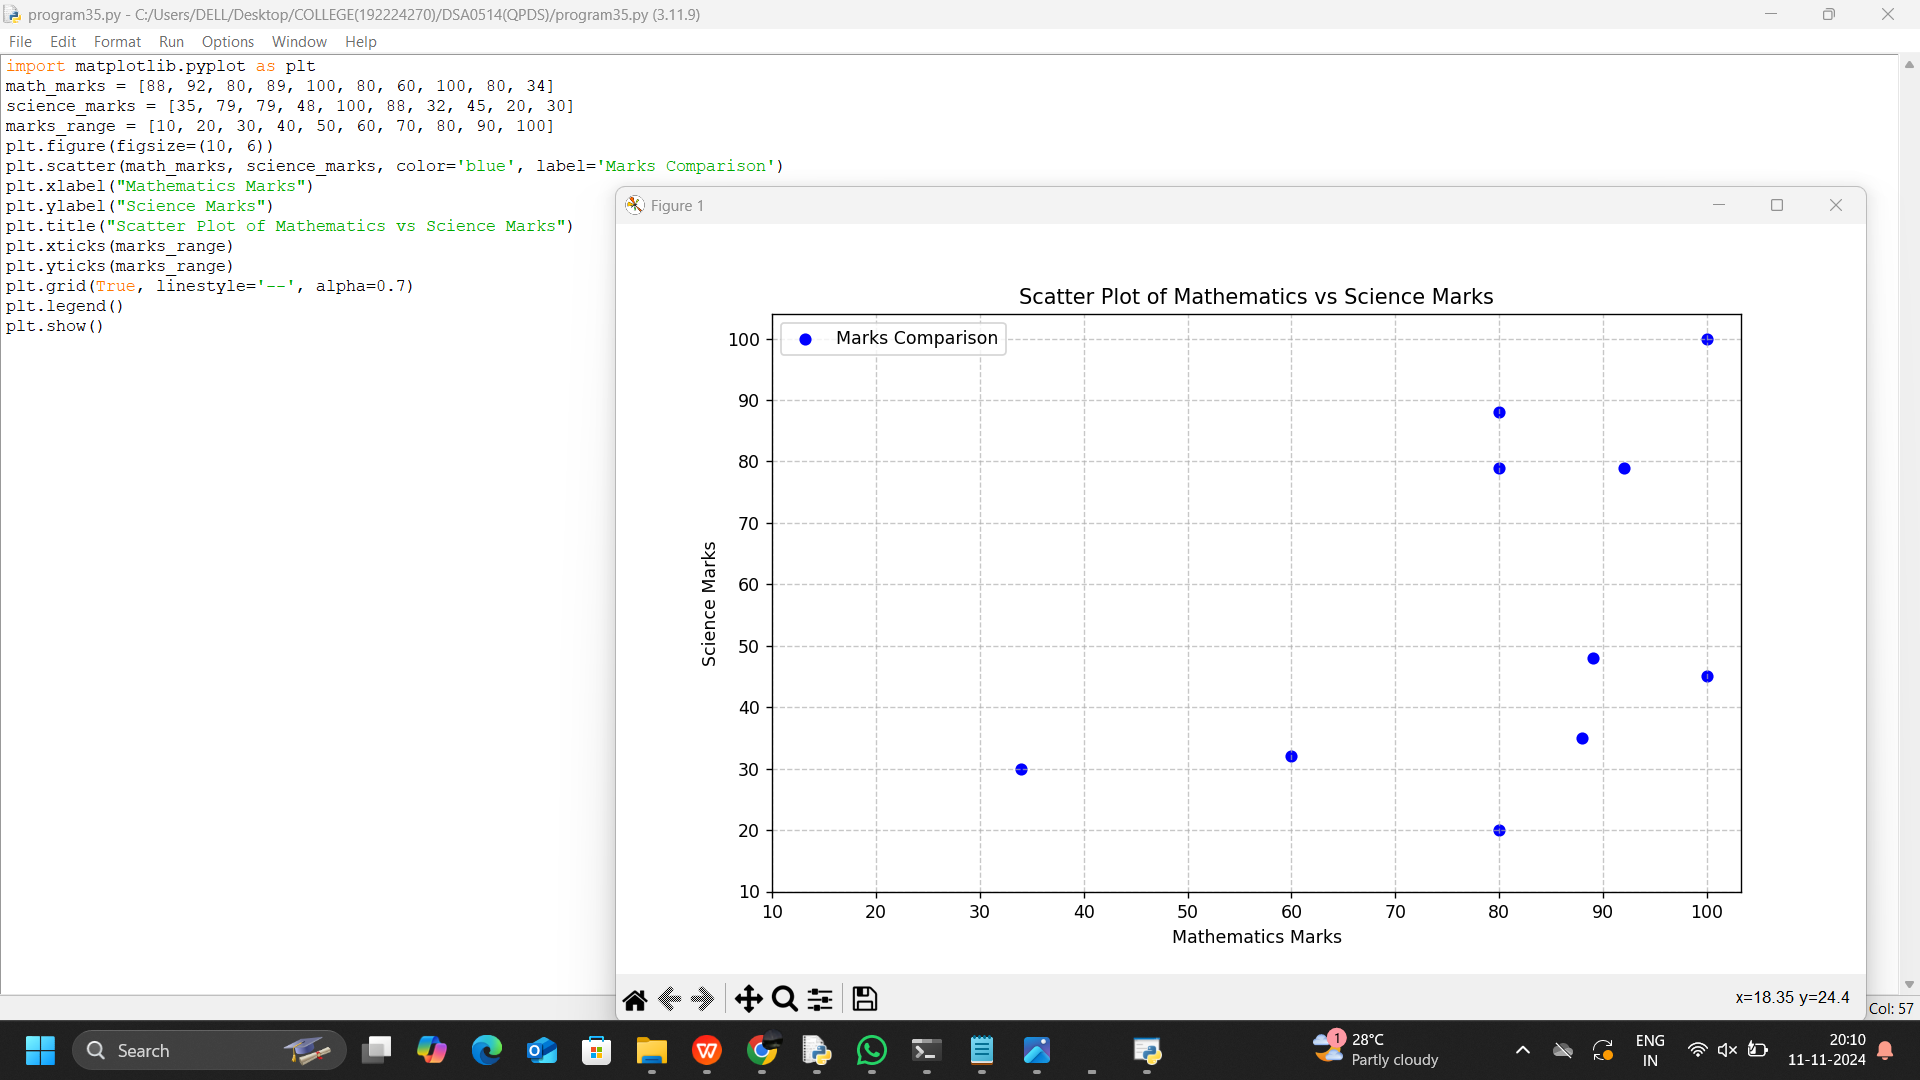 program35.py - C:/Users/DELL/Desktop/COLLEGE(192224270)/DSA0514(QPDS)/program35.py (3.11.9)
File Edit Format Run Options Window Help
import matplotlib.pyplot as plt
math_marks = [88, 92, 80, 89, 100, 80, 60, 100, 80, 34]
science_marks = [35, 79, 79, 48, 100, 88, 32, 45, 20, 30]
marks_range = [10, 20, 30, 40, 50, 60, 70, 80, 90, 100]
plt.figure(figsize=(10, 6))
plt.scatter(math_marks, science_marks, color='blue', label='Marks Comparison')
plt.xlabel("Mathematics Marks")
plt.ylabel("Science Marks")
plt.title("Scatter Plot of Mathematics vs Science Marks")
plt.xticks(marks_range)
plt.yticks(marks_range)
plt.grid(True, linestyle='--', alpha=0.7)
plt.legend()
plt.show()
Figure 1
Scatter Plot of Mathematics vs Science Marks
Marks Comparison
100
90
80
70
60
50
40
30
20
10
Science Marks
10 20 30 40 50 60 70 80 90 100
Mathematics Marks
x=18.35 y=24.4
Col: 57
Search
1
28°C
Partly cloudy
ENG
IN
20:10
11-11-2024